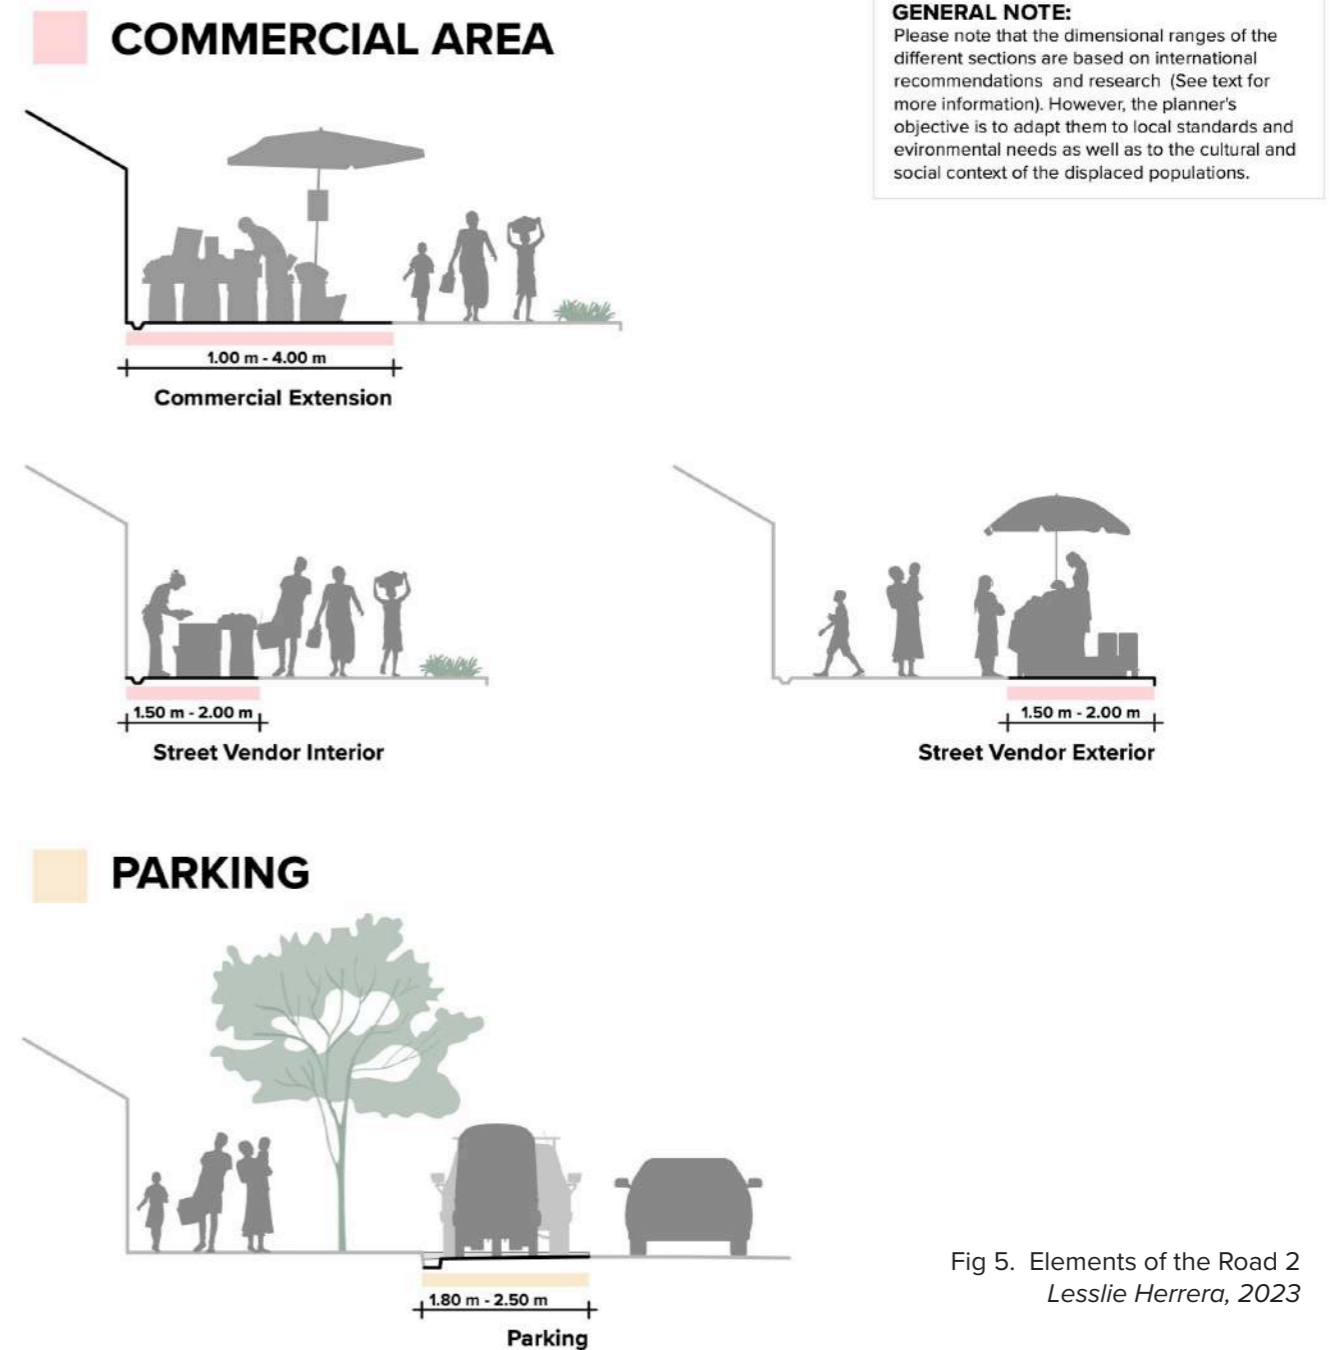 COMMERCIAL AREA
GENERAL NOTE:
Please note that the dimensional ranges of the
different sections are based on international
recommendations and research (See text for
more information). However, the planner's
objective is to adapt them to local standards and
evironmental needs as well as to the cultural and
social context of the displaced populations.
1.00 m - 4.00 m
Commercial Extension
1.50 m - 2.00 m
Street Vendor Interior
1.50 m - 2.00 m
Street Vendor Exterior
PARKING
1.80 m - 2.50 m
Parking
Fig 5. Elements of the Road 2
Lesslie Herrera, 2023